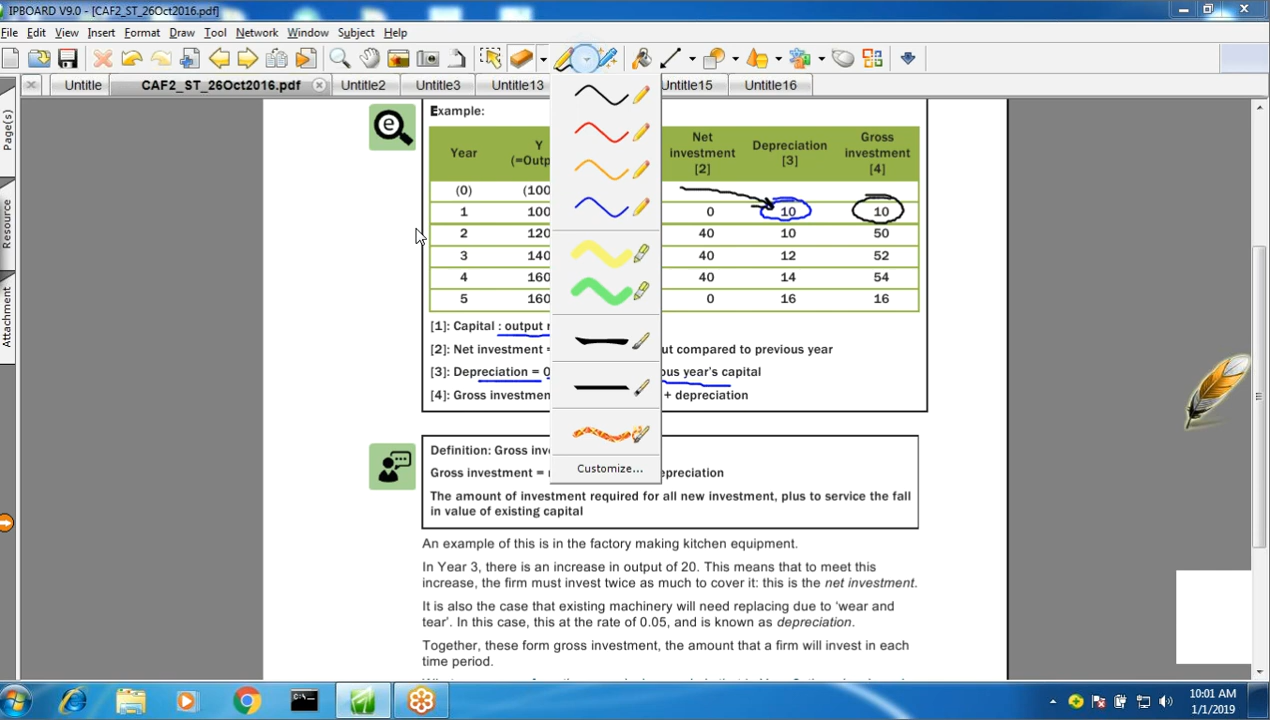 IPBOARD V9.0 - [CAF2_ST_26Oct2016.pdf]
File Edit View Insert Format Draw Tool Network Window Subject Help
Untitle CAF2_ST_26Oct2016.pdf Untitle2 Untitle3 Untitle13 Untitle15 Untitle16
Page(s)
Resource
Attachment
Example:
Year Y (=Outp Net investment [2] Depreciation [3] Gross investment [4]
(0) (100
1 100 0 10 10
2 120 40 10 50
3 140 40 12 52
4 160 40 14 54
5 160 0 16 16
[1]: Capital : output
[2]: Net investment = ut compared to previous year
[3]: Depreciation = 0 ous year's capital
[4]: Gross investment + depreciation
Customize...
Definition: Gross inv
Gross investment = epreciation
The amount of investment required for all new investment, plus to service the fall
in value of existing capital
An example of this is in the factory making kitchen equipment.
In Year 3, there is an increase in output of 20. This means that to meet this
increase, the firm must invest twice as much to cover it: this is the net investment.
It is also the case that existing machinery will need replacing due to ‘wear and
tear’. In this case, this at the rate of 0.05, and is known as depreciation.
Together, these form gross investment, the amount that a firm will invest in each
time period.
10:01 AM
1/1/2019